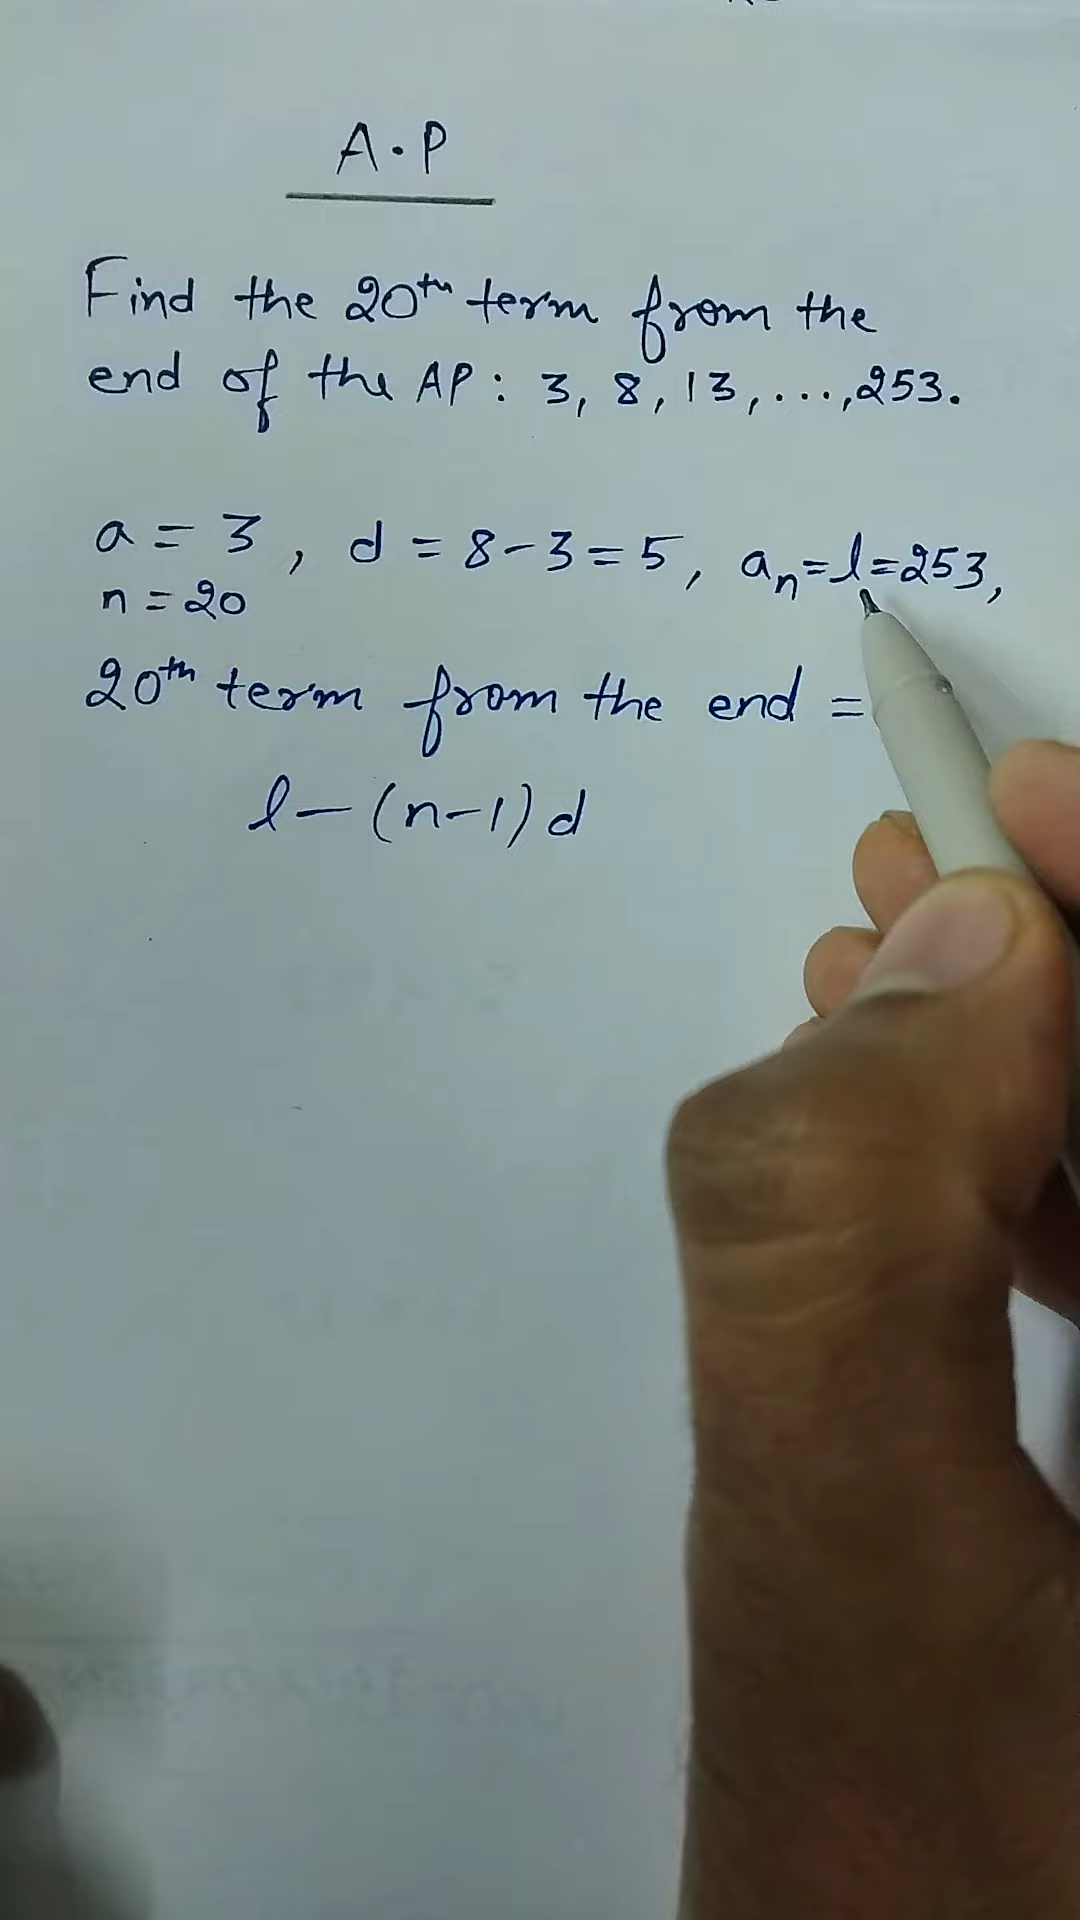 A.P
Find the 20th term from the
end of the AP : 3, 8, 13, ..., 253.
a = 3, d = 8-3 = 5, an = l = 253,
n = 20
20th term from the end =
l - (n-1) d